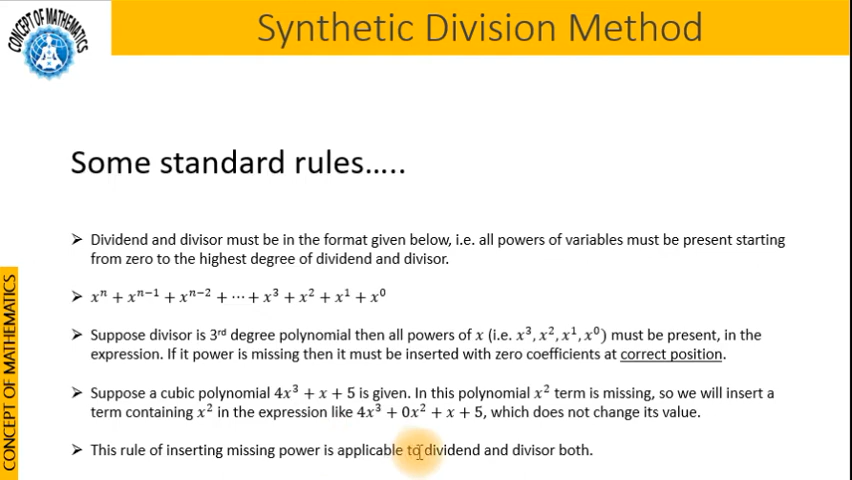 CONCEPT OF MATHEMATICS
Synthetic Division Method
Some standard rules…..
➢ Dividend and divisor must be in the format given below, i.e. all powers of variables must be present starting
from zero to the highest degree of dividend and divisor.
➢ xⁿ + xⁿ⁻¹ + xⁿ⁻² + ⋯ + x³ + x² + x¹ + x⁰
➢ Suppose divisor is 3ʳᵈ degree polynomial then all powers of x (i.e. x³, x², x¹, x⁰) must be present, in the
expression. If it power is missing then it must be inserted with zero coefficients at correct position.
➢ Suppose a cubic polynomial 4x³ + x + 5 is given. In this polynomial x² term is missing, so we will insert a
term containing x² in the expression like 4x³ + 0x² + x + 5, which does not change its value.
➢ This rule of inserting missing power is applicable to dividend and divisor both.
CONCEPT OF MATHEMATICS